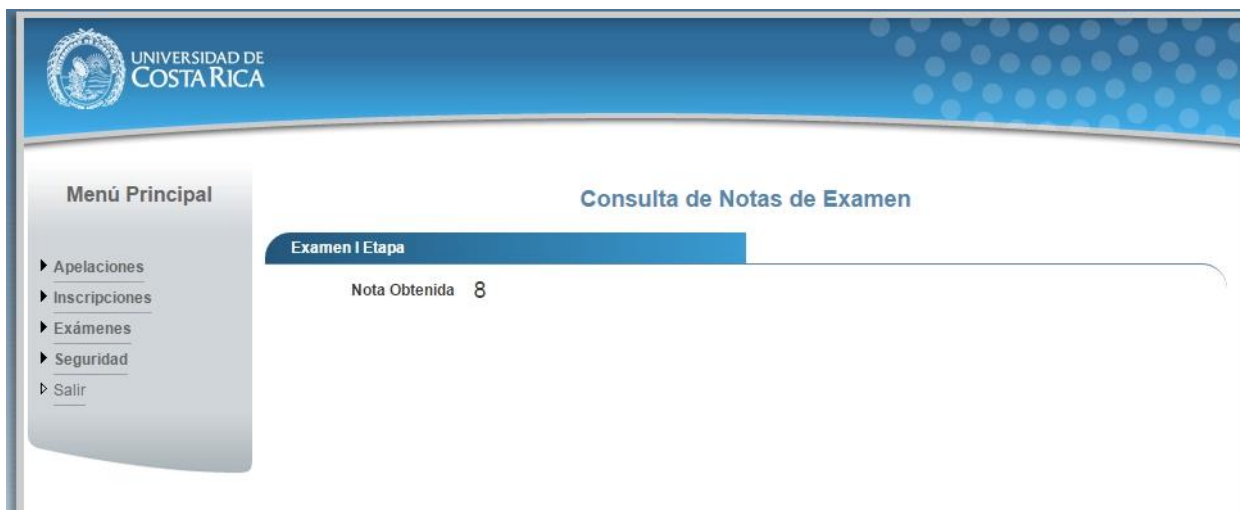 UNIVERSIDAD DE
COSTA RICA
Menú Principal
Apelaciones
Inscripciones
Exámenes
Seguridad
Salir
Consulta de Notas de Examen
Examen I Etapa
Nota Obtenida 8